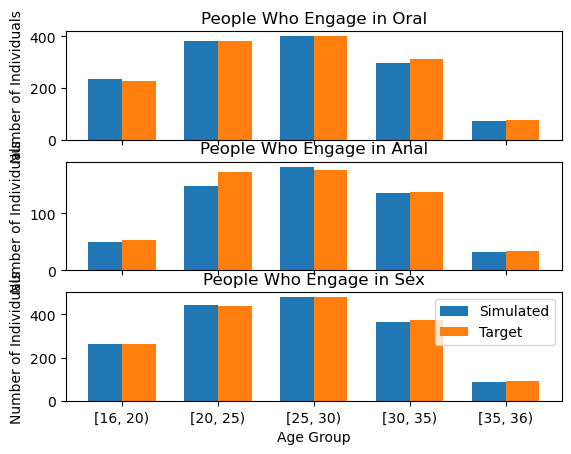 People Who Engage in Oral
Number of Individuals
400
200
0
People Who Engage in Anal
Number of Individuals
100
0
People Who Engage in Sex
Number of Individuals
400
200
0
Simulated
Target
[16, 20)
[20, 25)
[25, 30)
[30, 35)
[35, 36)
Age Group